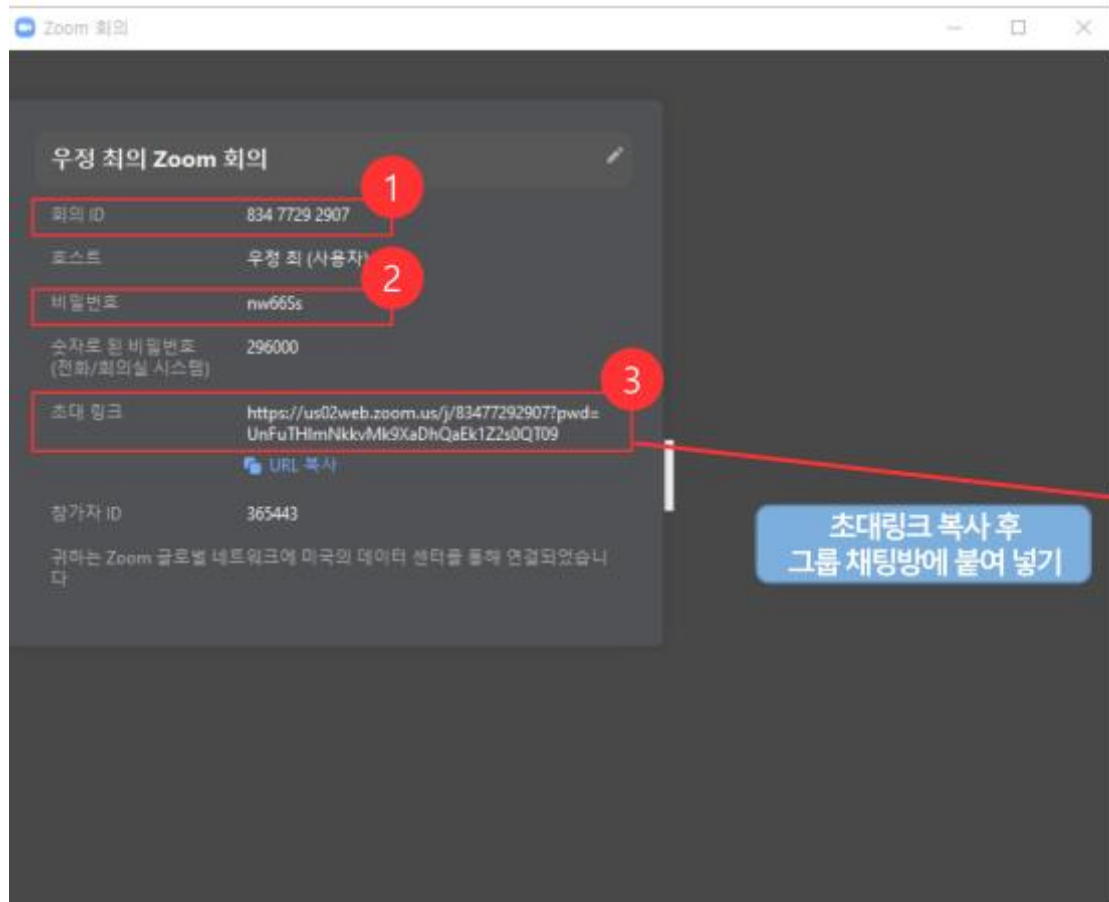 Zoom 회의
우정 최의 Zoom 회의
1
회의 ID 834 7729 2907
호스트 우정 최 (사용자)
2
비밀번호 nw665s
숫자로 된 비밀번호 296000
(전화/회의실 시스템)
3
초대 링크 https://us02web.zoom.us/j/83477292907?pwd=
UnFuTHlmNkkvMk9XaDhQaEk1Z2s0QT09
URL 복사
참가자 ID 365443
초대링크 복사 후
그룹 채팅방에 붙여 넣기
귀하는 Zoom 글로벌 네트워크에 미국의 데이터 센터를 통해 연결되었습니
다